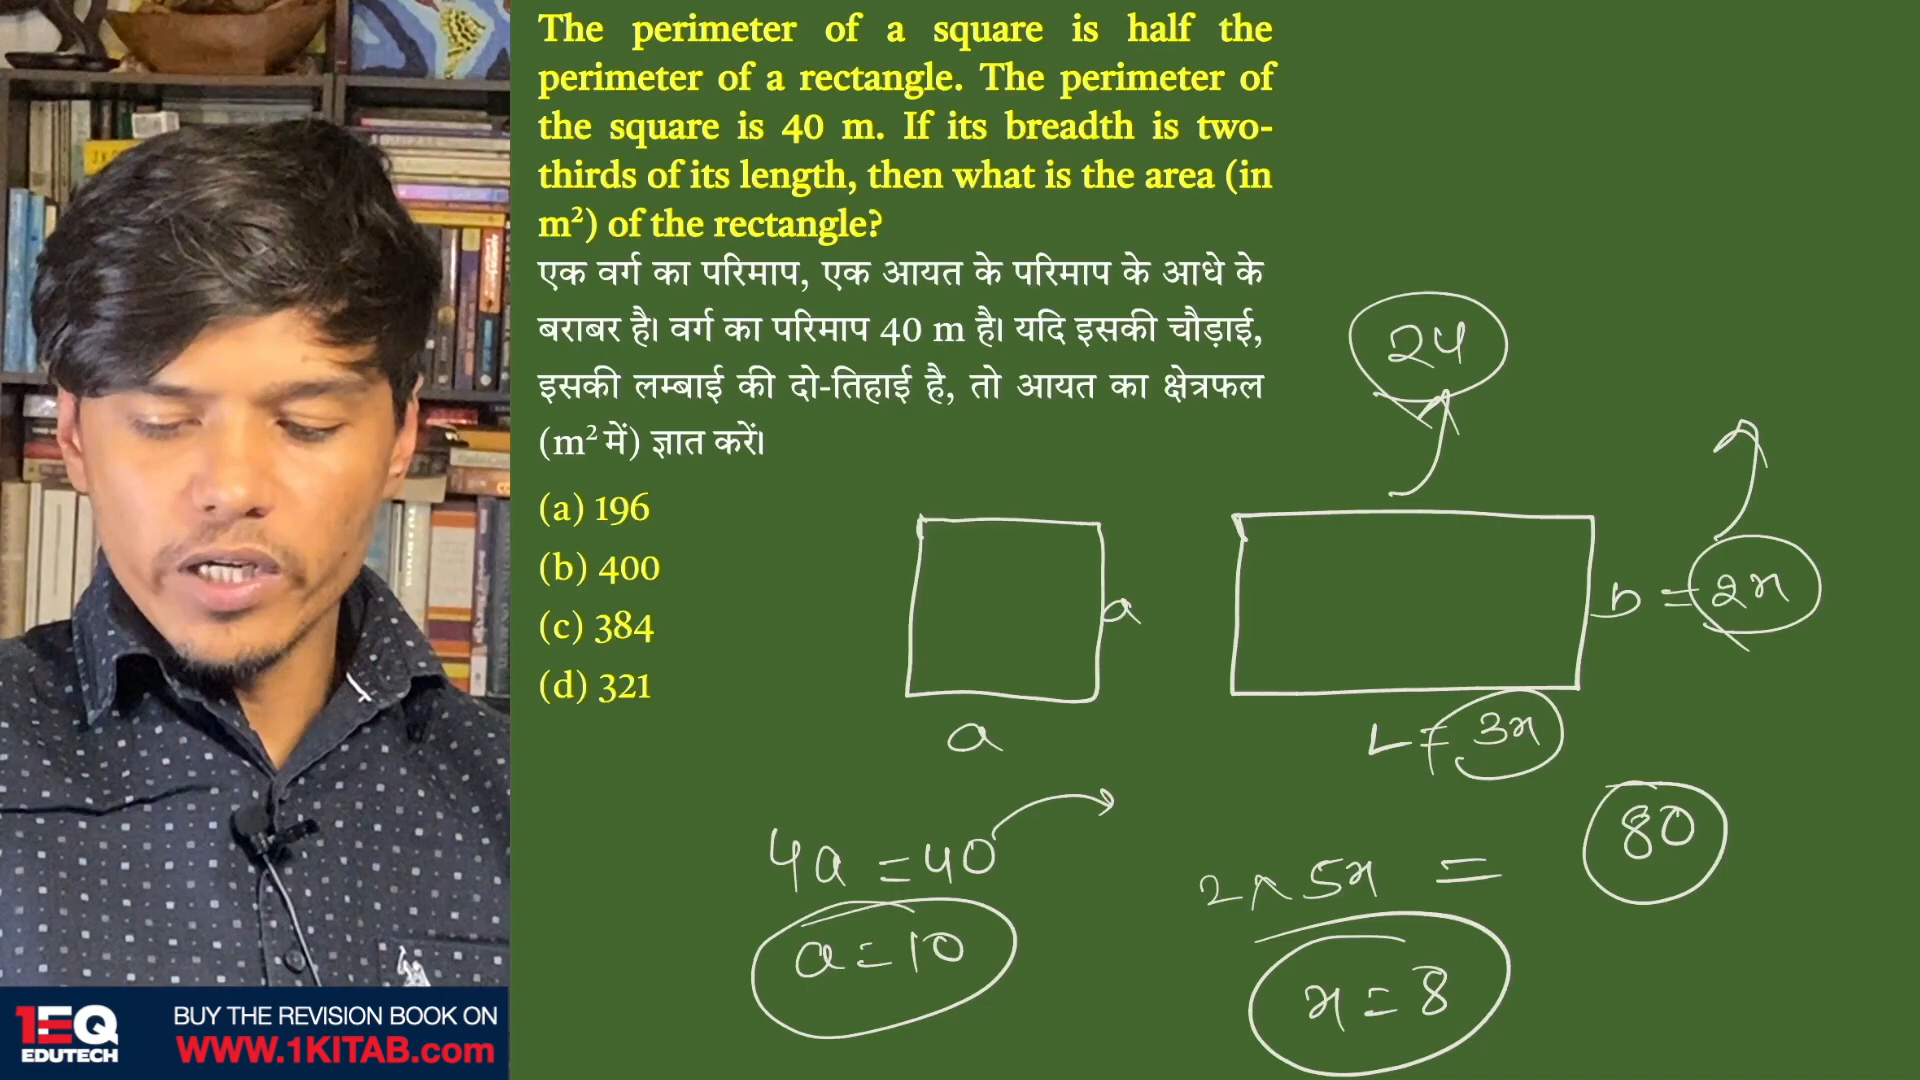 The perimeter of a square is half the
perimeter of a rectangle. The perimeter of
the square is 40 m. If its breadth is two-
thirds of its length, then what is the area (in
m²) of the rectangle?
एक वर्ग का परिमाप, एक आयत के परिमाप के आधे के
बराबर है। वर्ग का परिमाप 40 m है। यदि इसकी चौड़ाई,
इसकी लम्बाई की दो-तिहाई है, तो आयत का क्षेत्रफल
(m² में) ज्ञात करें।
(a) 196
(b) 400
(c) 384
(d) 321
24
a
b = 2x
a
L = 3x
4a = 40
a = 10
2 × 5x = 80
x = 8
1EQ
EDUTECH
BUY THE REVISION BOOK ON
WWW.1KITAB.com